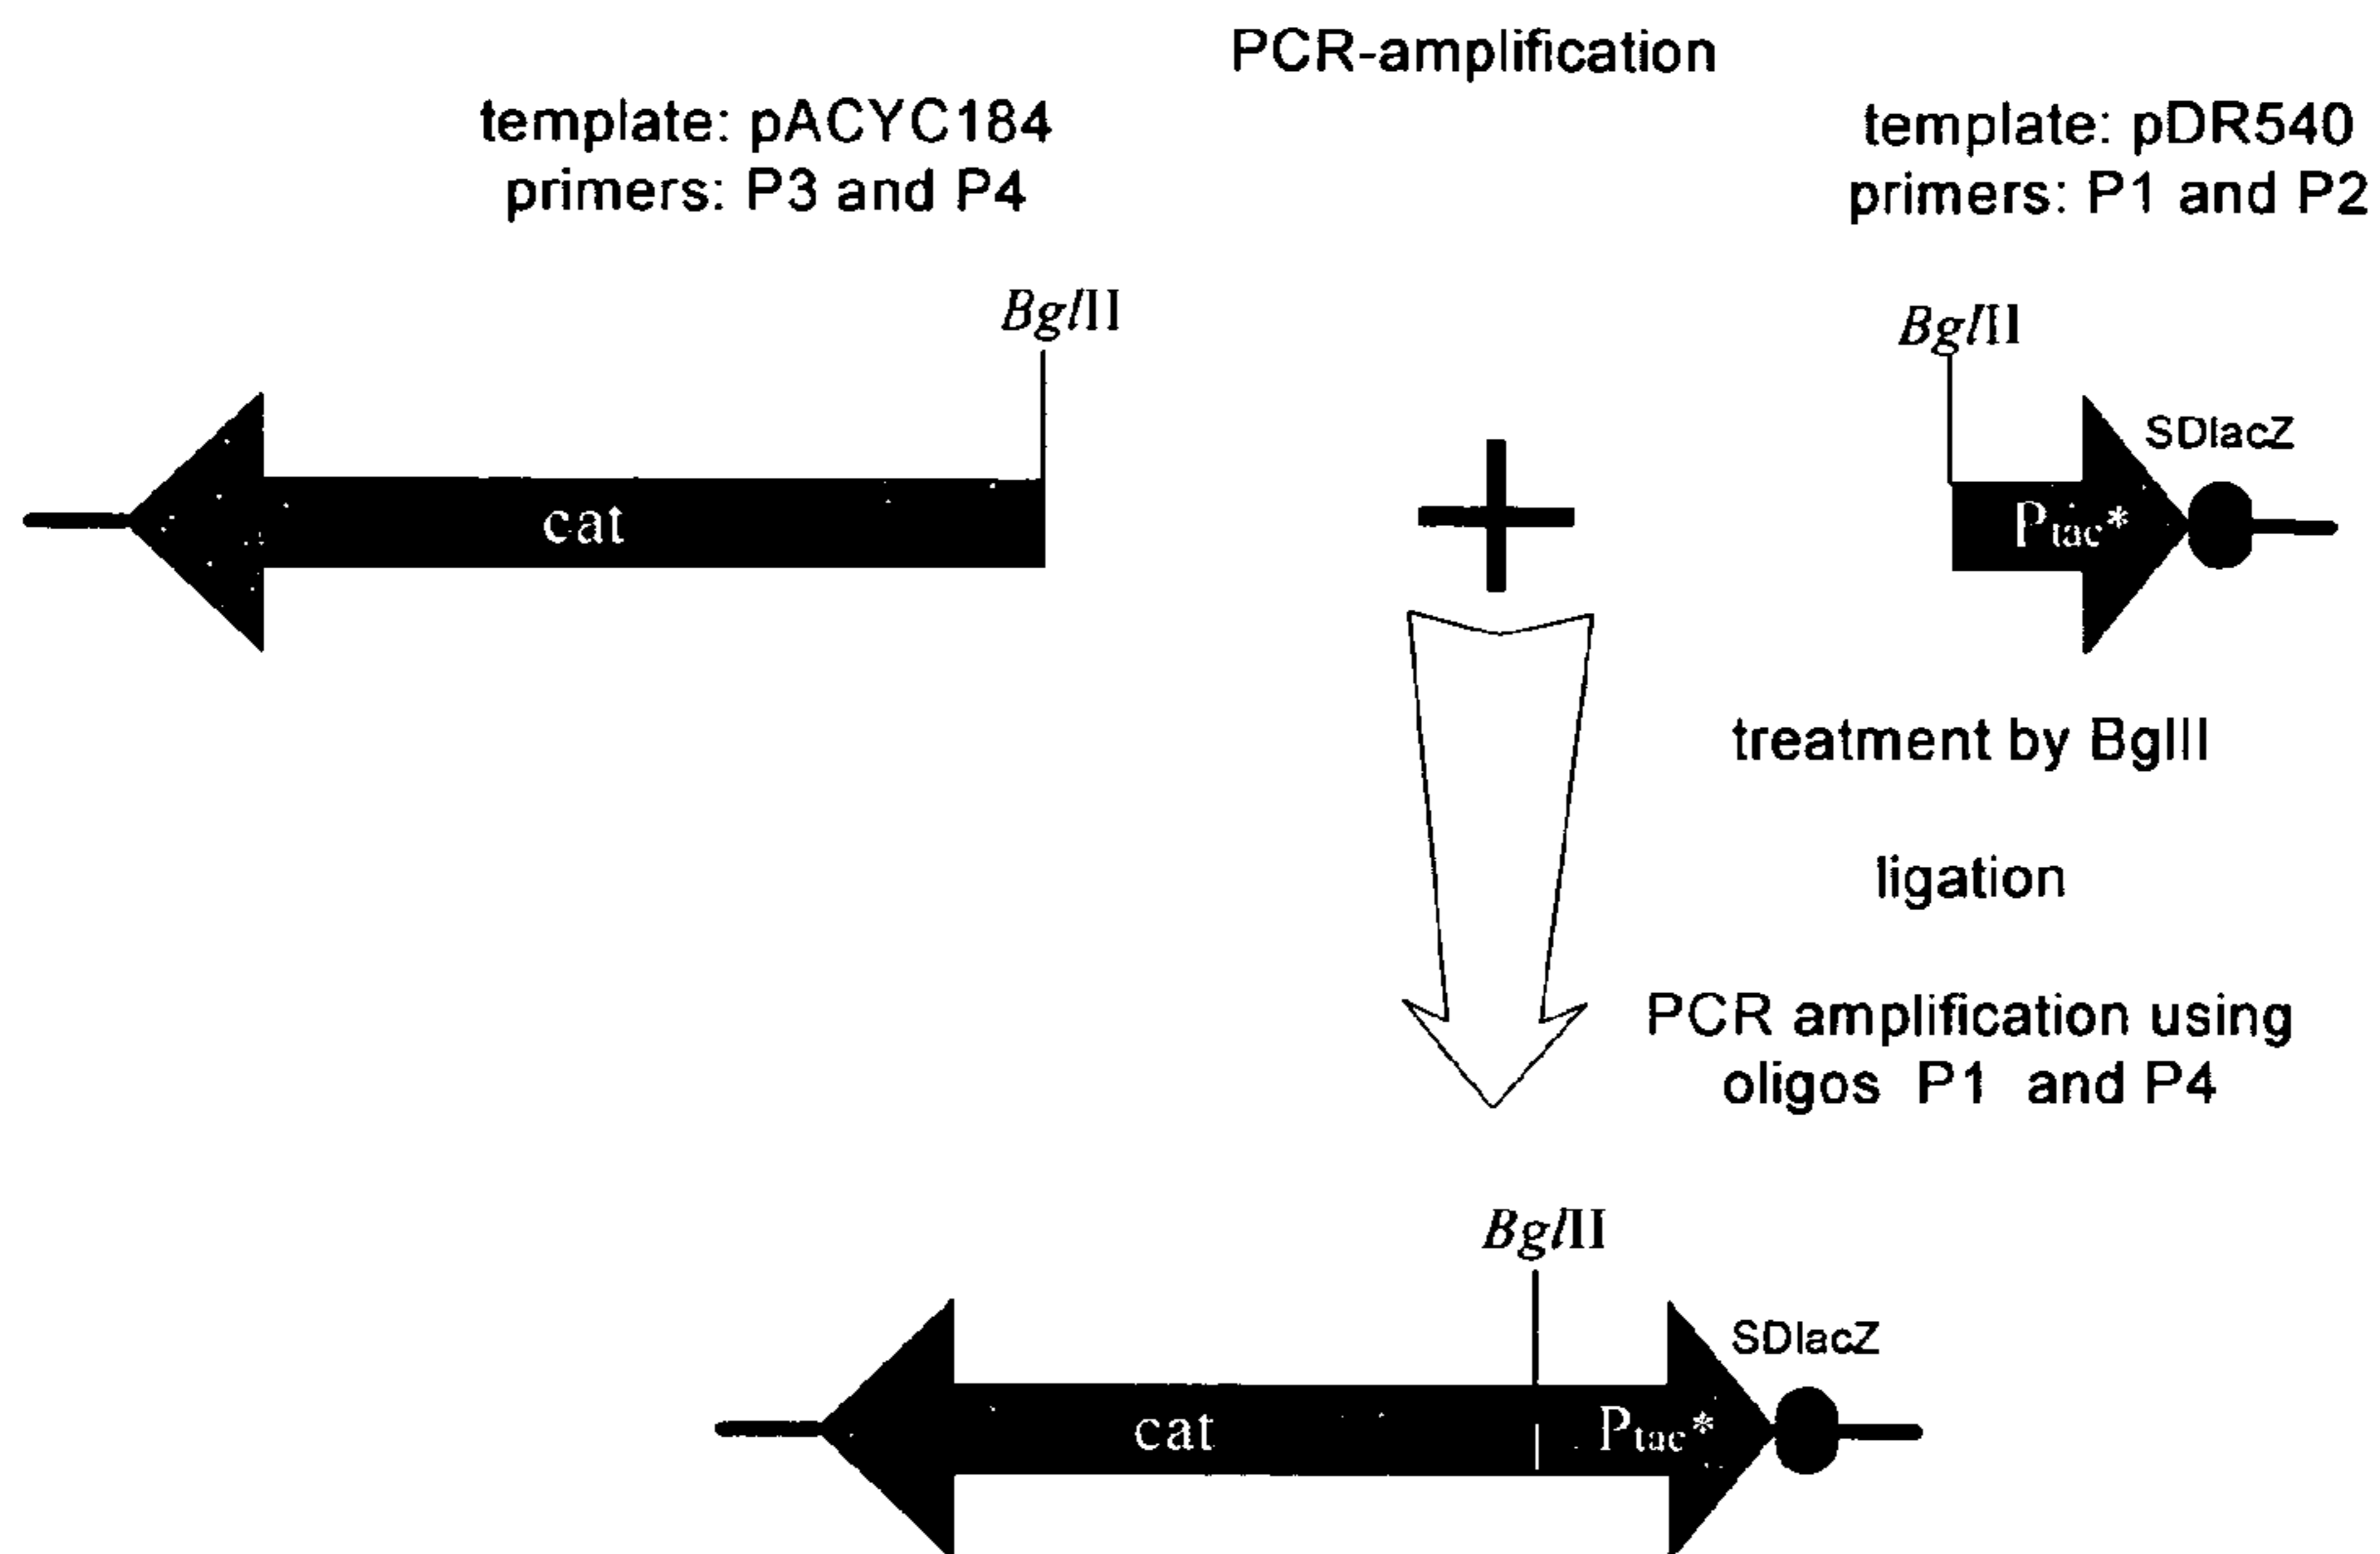 PCR-amplification
template: pACYC184
primers: P3 and P4
template: pDR540
primers: P1 and P2
BglII
BglII
SDlacZ
cat
Ptac*
treatment by BglII
ligation
PCR amplification using
oligos P1 and P4
BglII
SDlacZ
cat
Ptac*